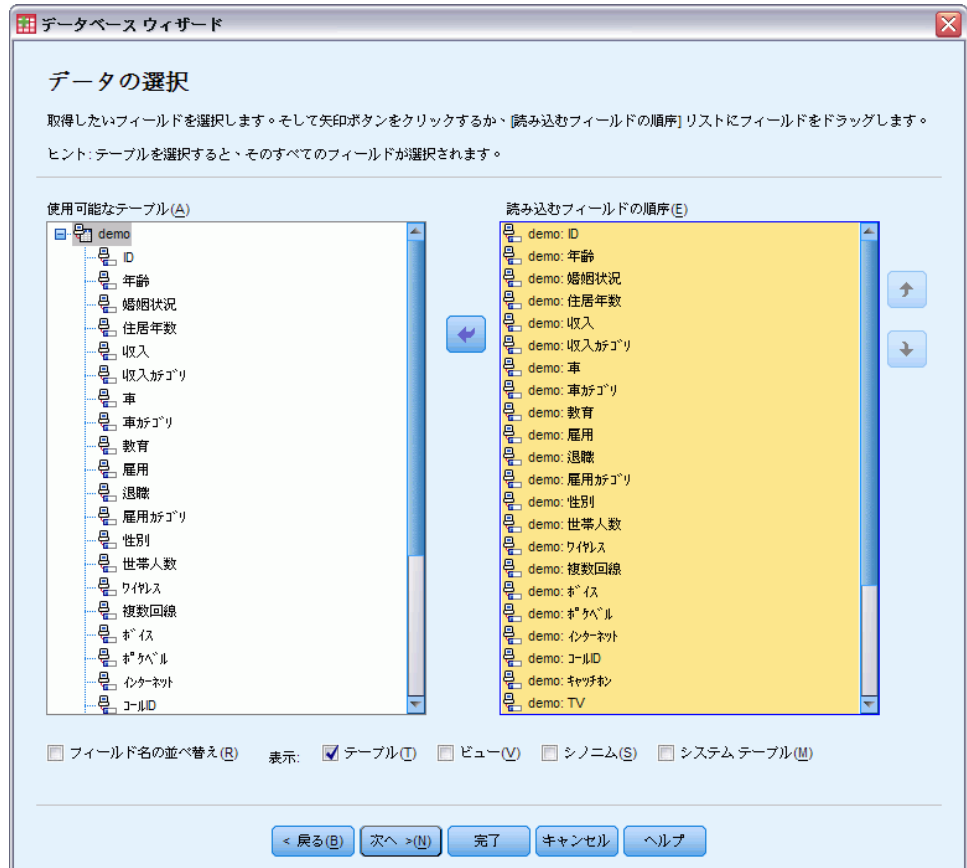 データベース ウィザード
データの選択
取得したいフィールドを選択します。そして矢印ボタンをクリックするか、[読み込むフィールドの順序] リストにフィールドをドラッグします。
ヒント: テーブルを選択すると、そのすべてのフィールドが選択されます。
使用可能なテーブル(A)
demo
ID
年齢
婚姻状況
住居年数
収入
収入ｶﾃｺﾞﾘ
車
車ｶﾃｺﾞﾘ
教育
雇用
退職
雇用ｶﾃｺﾞﾘ
性別
世帯人数
ﾜｲﾔﾚｽ
複数回線
ﾎﾞｲｽ
ﾎﾟｹﾍﾞﾙ
ｲﾝﾀｰﾈｯﾄ
ｺｰﾙID
読み込むフィールドの順序(E)
demo: ID
demo: 年齢
demo: 婚姻状況
demo: 住居年数
demo: 収入
demo: 収入ｶﾃｺﾞﾘ
demo: 車
demo: 車ｶﾃｺﾞﾘ
demo: 教育
demo: 雇用
demo: 退職
demo: 雇用ｶﾃｺﾞﾘ
demo: 性別
demo: 世帯人数
demo: ﾜｲﾔﾚｽ
demo: 複数回線
demo: ﾎﾞｲｽ
demo: ﾎﾟｹﾍﾞﾙ
demo: ｲﾝﾀｰﾈｯﾄ
demo: ｺｰﾙID
demo: ｷｬｯﾁﾎﾝ
demo: TV
フィールド名の並べ替え(R) 表示: テーブル(T) ビュー(V) シノニム(S) システム テーブル(M)
< 戻る(B) 次へ >(N) 完了 キャンセル ヘルプ